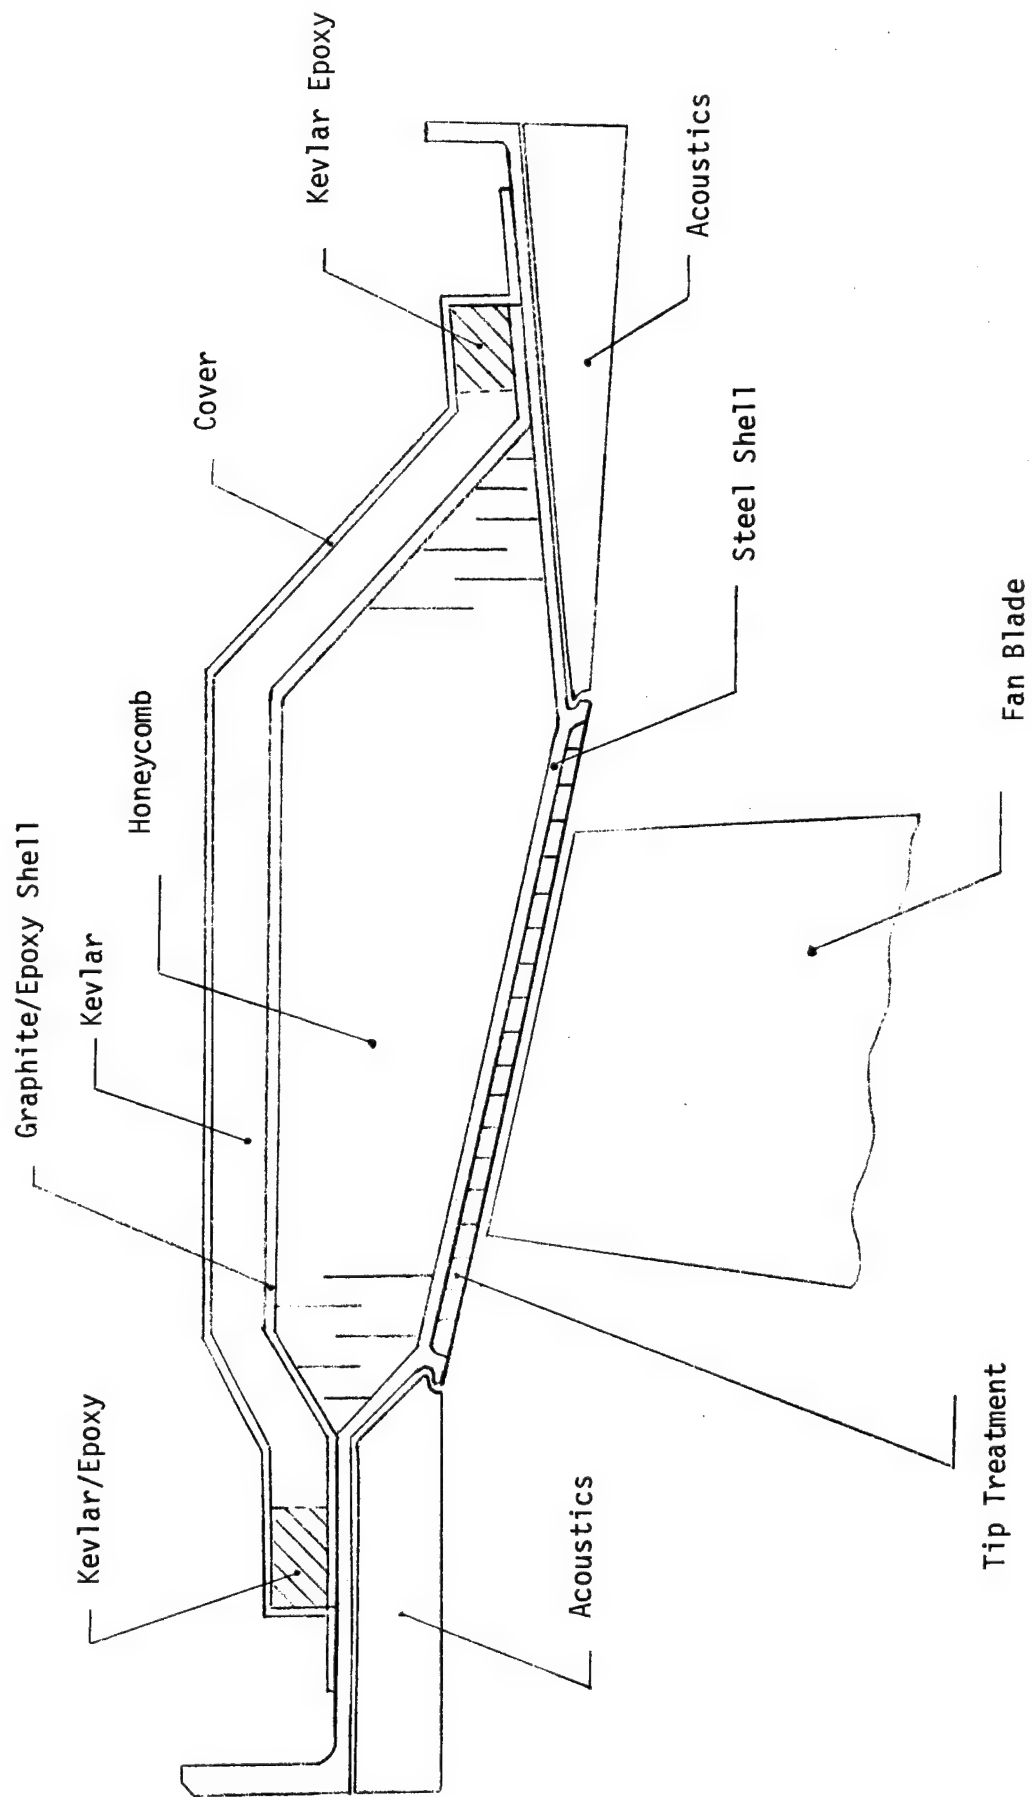 Kevlar/Epoxy
Graphite/Epoxy Shell
Kevlar
Honeycomb
Cover
Kevlar Epoxy
Acoustics
Tip Treatment
Fan Blade
Steel Shell
Acoustics